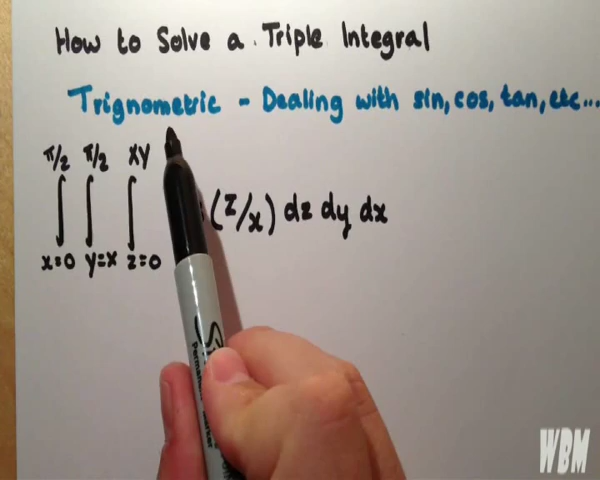 How to Solve a Triple Integral
Trignometric - Dealing with sin, cos, tan, etc...
π/2 π/2 XY
∫ ∫ ∫ (z/x) dz dy dx
x=0 y=x z=0
WBM